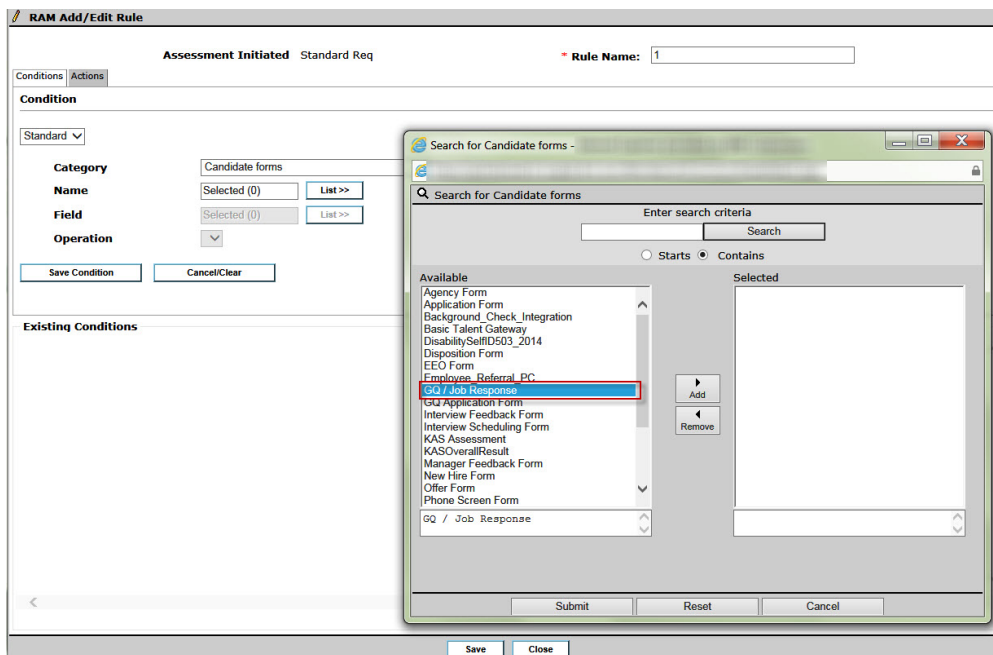 RAM Add/Edit Rule
Assessment Initiated Standard Req * Rule Name: 1
Conditions Actions
Condition
Standard
Category Candidate forms
Name Selected (0) List >>
Field Selected (0) List >>
Operation
Save Condition Cancel/Clear
Existing Conditions
Search for Candidate forms -
Search for Candidate forms
Enter search criteria
Search
Starts Contains
Available Selected
Agency Form
Application Form
Background_Check_Integration
Basic Talent Gateway
DisabilitySelfID503_2014
Disposition Form
EEO Form
Employee_Referral_PC
GQ / Job Response
GQ Application Form
Interview Feedback Form
Interview Scheduling Form
KAS Assessment
KASOverallResult
Manager Feedback Form
New Hire Form
Offer Form
Phone Screen Form
Add
Remove
GQ / Job Response
Submit Reset Cancel
Save Close